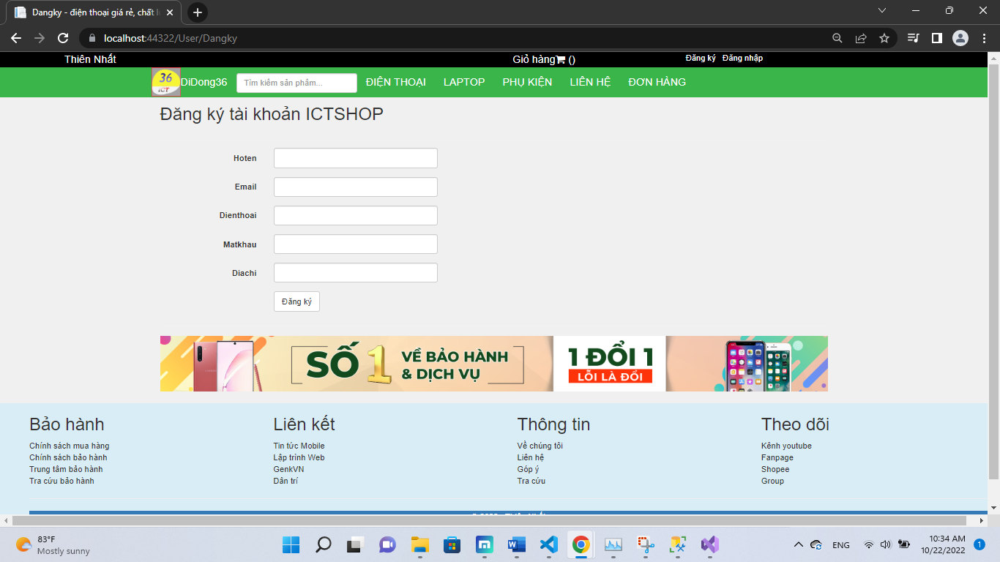 Dangky - điện thoại giá rẻ, chất l
localhost:44322/User/Dangky
Thiên Nhất
Giỏ hàng ()
Đăng ký Đăng nhập
36
ICT
DiDong36
Tìm kiếm sản phẩm...
ĐIỆN THOẠI
LAPTOP
PHỤ KIỆN
LIÊN HỆ
ĐƠN HÀNG
Đăng ký tài khoản ICTSHOP
Hoten
Email
Dienthoai
Matkhau
Diachi
Đăng ký
SỐ 1 VỀ BẢO HÀNH
& DỊCH VỤ
1 ĐỔI 1
LỖI LÀ ĐỔI
Bảo hành
Chính sách mua hàng
Chính sách bảo hành
Trung tâm bảo hành
Tra cứu bảo hành
Liên kết
Tin tức Mobile
Lập trình Web
GenkVN
Dân trí
Thông tin
Về chúng tôi
Liên hệ
Góp ý
Tra cứu
Theo dõi
Kênh youtube
Fanpage
Shopee
Group
83°F
Mostly sunny
ENG
10:34 AM
10/22/2022
1